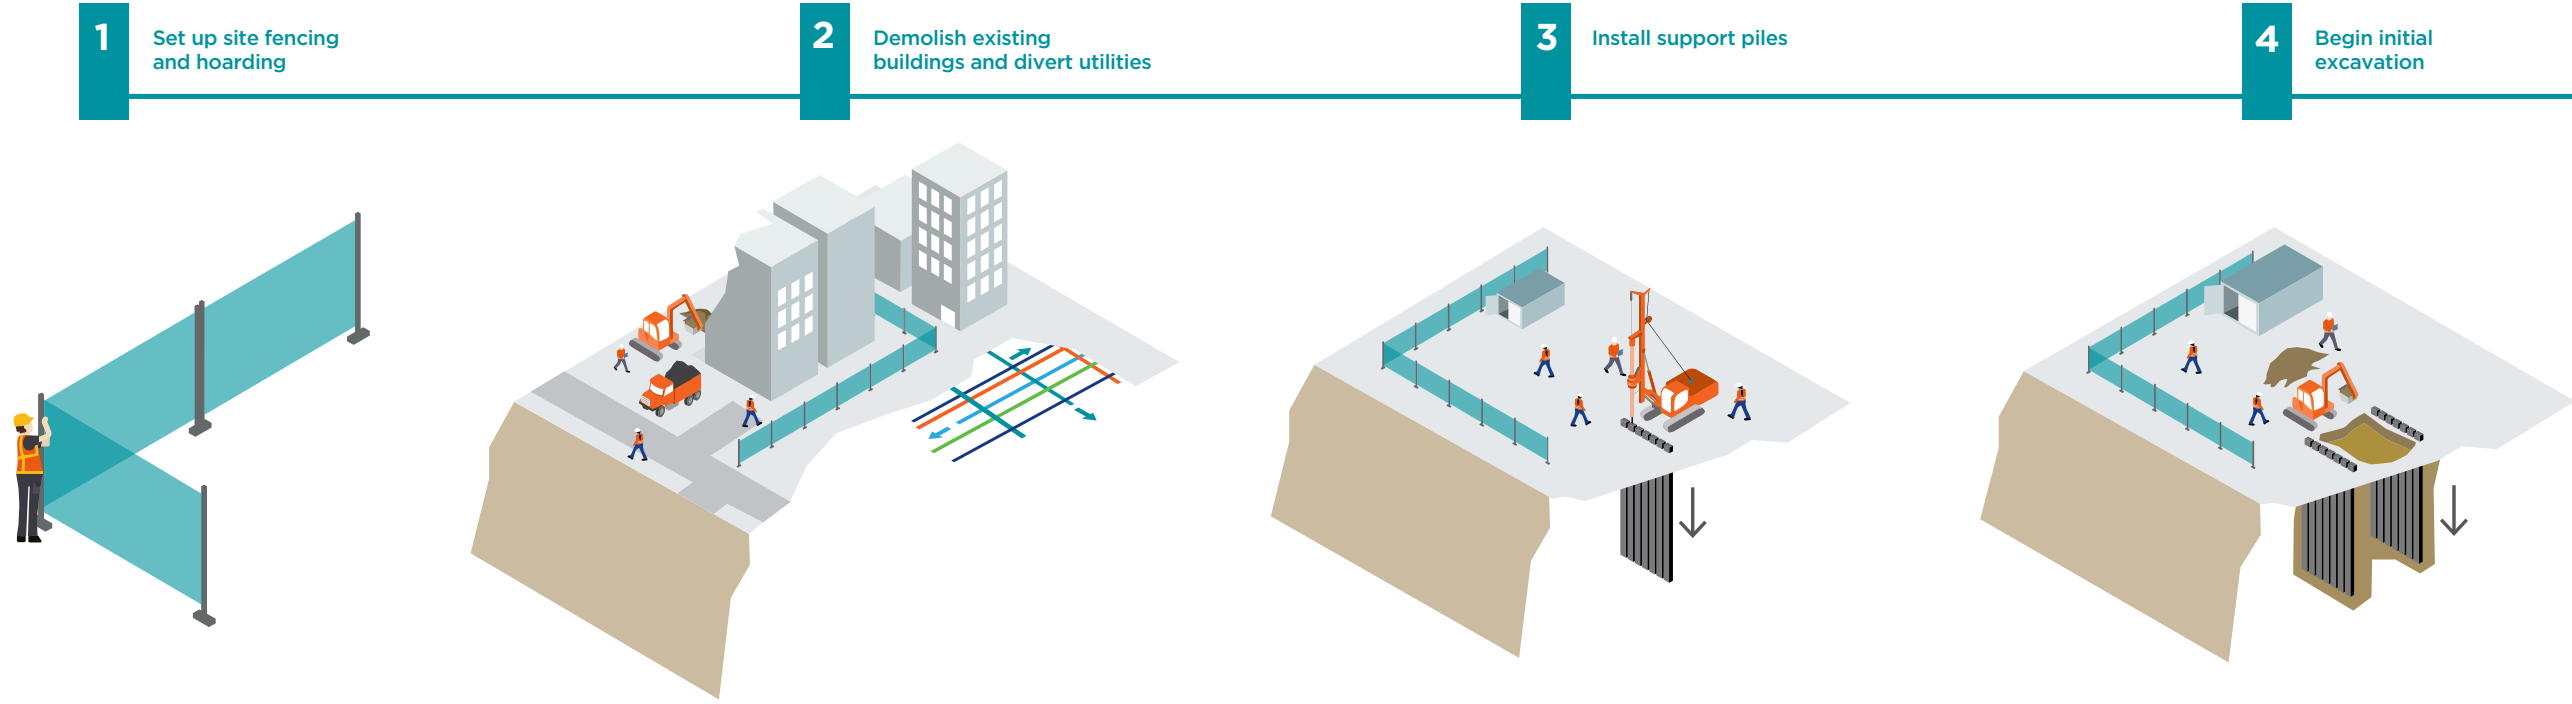 1
Set up site fencing
and hoarding
2
Demolish existing
buildings and divert utilities
3
Install support piles
4
Begin initial
excavation